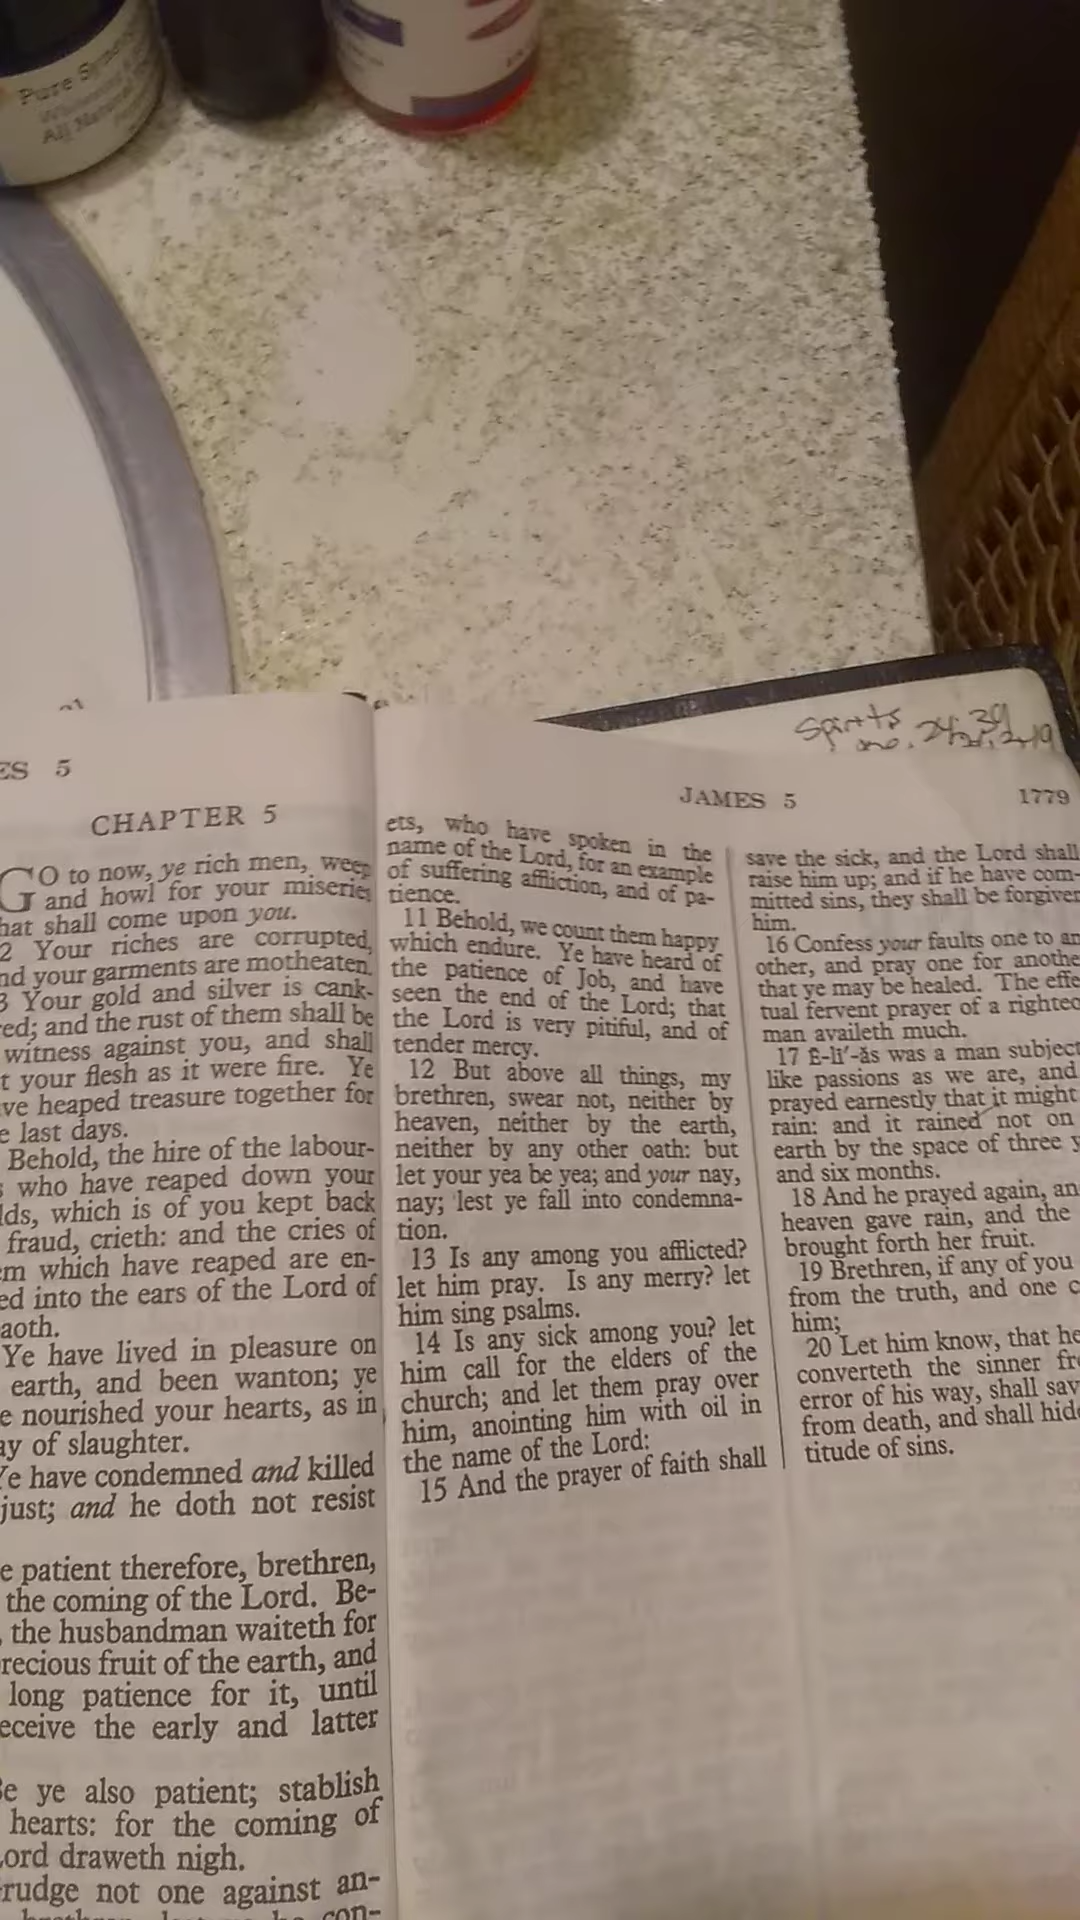 Pure
All
Spirits
ES 5
CHAPTER 5
GO to now, ye rich men, weep
and howl for your miseries
hat shall come upon you.
2 Your riches are corrupted,
nd your garments are motheaten.
3 Your gold and silver is cank-
red; and the rust of them shall be
witness against you, and shall
t your flesh as it were fire. Ye
ve heaped treasure together for
e last days.
Behold, the hire of the labour-
s who have reaped down your
lds, which is of you kept back
fraud, crieth: and the cries of
m which have reaped are en-
ed into the ears of the Lord of
aoth.
Ye have lived in pleasure on
earth, and been wanton; ye
e nourished your hearts, as in
ay of slaughter.
Ye have condemned and killed
just; and he doth not resist
e patient therefore, brethren,
the coming of the Lord. Be-
, the husbandman waiteth for
recious fruit of the earth, and
long patience for it, until
eceive the early and latter
Be ye also patient; stablish
hearts: for the coming of
Lord draweth nigh.
rudge not one against an-
con-
JAMES 5
1779
ets, who have spoken in the
name of the Lord, for an example
of suffering affliction, and of pa-
tience.
11 Behold, we count them happy
which endure. Ye have heard of
the patience of Job, and have
seen the end of the Lord; that
the Lord is very pitiful, and of
tender mercy.
12 But above all things, my
brethren, swear not, neither by
heaven, neither by the earth,
neither by any other oath: but
let your yea be yea; and your nay,
nay; lest ye fall into condemna-
tion.
13 Is any among you afflicted?
let him pray. Is any merry? let
him sing psalms.
14 Is any sick among you? let
him call for the elders of the
church; and let them pray over
him, anointing him with oil in
the name of the Lord:
15 And the prayer of faith shall
save the sick, and the Lord shall
raise him up; and if he have com-
mitted sins, they shall be forgiven
him.
16 Confess your faults one to an
other, and pray one for anothe
that ye may be healed. The effe
tual fervent prayer of a righteo
man availeth much.
17 Ē-lī′-ăs was a man subject
like passions as we are, and
prayed earnestly that it might
rain: and it rained not on
earth by the space of three y
and six months.
18 And he prayed again, an
heaven gave rain, and the
brought forth her fruit.
19 Brethren, if any of you
from the truth, and one c
him;
20 Let him know, that he
converteth the sinner fro
error of his way, shall sav
from death, and shall hide
titude of sins.